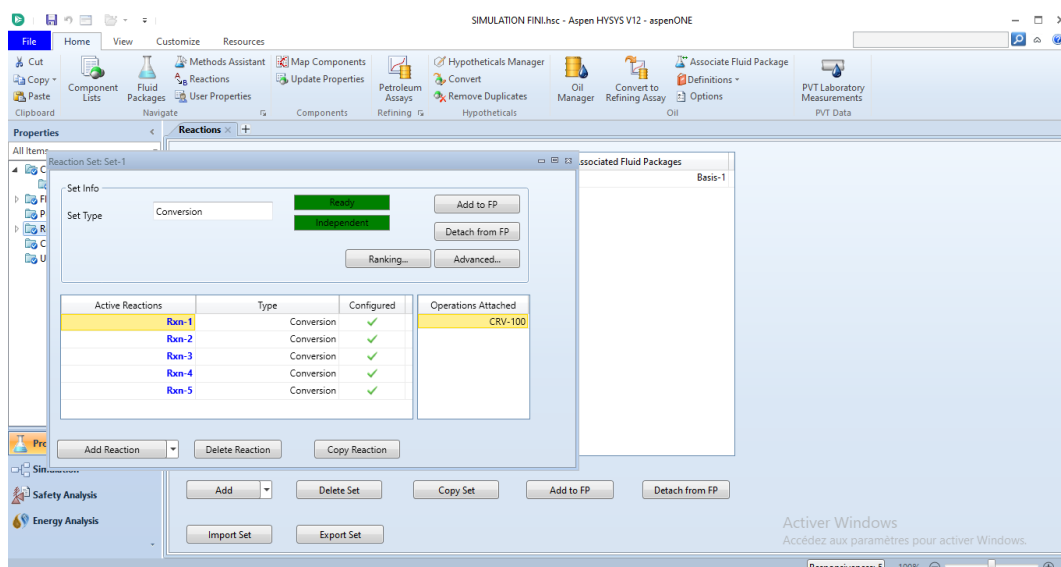 SIMULATION FINI.hsc - Aspen HYSYS V12 - aspenONE
File Home View Customize Resources
Cut
Copy
Paste
Clipboard
Component Lists
Fluid Packages
Methods Assistant
Reactions
User Properties
Navigate
Map Components
Update Properties
Components
Petroleum Assays
Refining
Hypotheticals Manager
Convert
Remove Duplicates
Hypotheticals
Oil Manager
Convert to Refining Assay
Associate Fluid Package
Definitions
Options
Oil
PVT Laboratory Measurements
PVT Data
Properties
All Items
Reactions
Reaction Set: Set-1
Associated Fluid Packages
Basis-1
Set Info
Set Type Conversion
Ready
Independent
Add to FP
Detach from FP
Ranking...
Advanced...
Active Reactions Type Configured Operations Attached
Rxn-1 Conversion CRV-100
Rxn-2 Conversion
Rxn-3 Conversion
Rxn-4 Conversion
Rxn-5 Conversion
Add Reaction Delete Reaction Copy Reaction
Safety Analysis
Energy Analysis
Add Delete Set Copy Set Add to FP Detach from FP
Import Set Export Set
Activer Windows
Accédez aux paramètres pour activer Windows.
Responsiveness: 5 100%